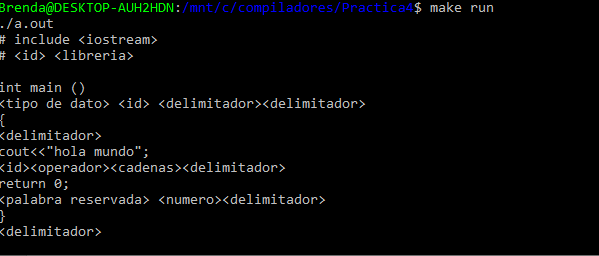 Brenda@DESKTOP-AUH2HDN:/mnt/c/compiladores/Practica4$ make run
./a.out
# include <iostream>
# <id> <libreria>
int main ()
<tipo de dato> <id> <delimitador><delimitador>
{
<delimitador>
cout<<"hola mundo";
<id><operador><cadenas><delimitador>
return 0;
<palabra reservada> <numero><delimitador>
}
<delimitador>